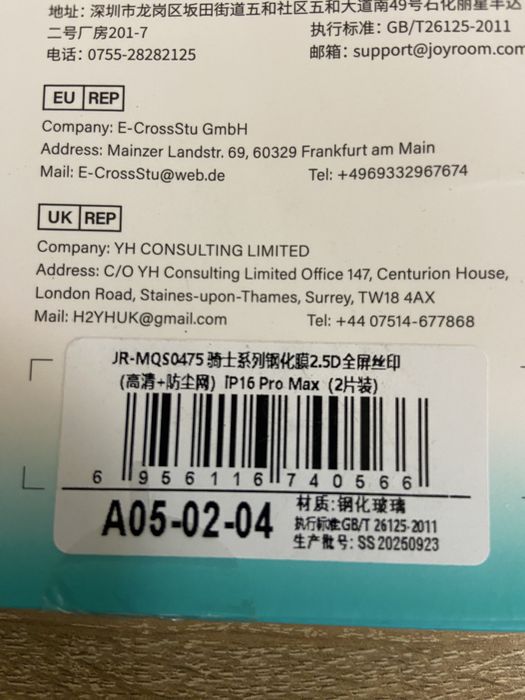 地址：深圳市龙岗区坂田街道五和社区五和大道南49号石化丽星丰达
二号厂房201-7
执行标准：GB/T26125-2011
电话：0755-28282125
邮箱：support@joyroom.com
EU REP
Company: E-CrossStu GmbH
Address: Mainzer Landstr. 69, 60329 Frankfurt am Main
Mail: E-CrossStu@web.de
Tel: +4969332967674
UK REP
Company: YH CONSULTING LIMITED
Address: C/O YH Consulting Limited Office 147, Centurion House,
London Road, Staines-upon-Thames, Surrey, TW18 4AX
Mail: H2YHUK@gmail.com
Tel: +44 07514-677868
JR-MQS0475 骑士系列钢化膜2.5D全屏丝印
(高清+防尘网) iP16 Pro Max (2片装)
6 956116 740566
A05-02-04
材质:钢化玻璃
执行标准:GB/T 26125-2011
生产批号: SS 20250923